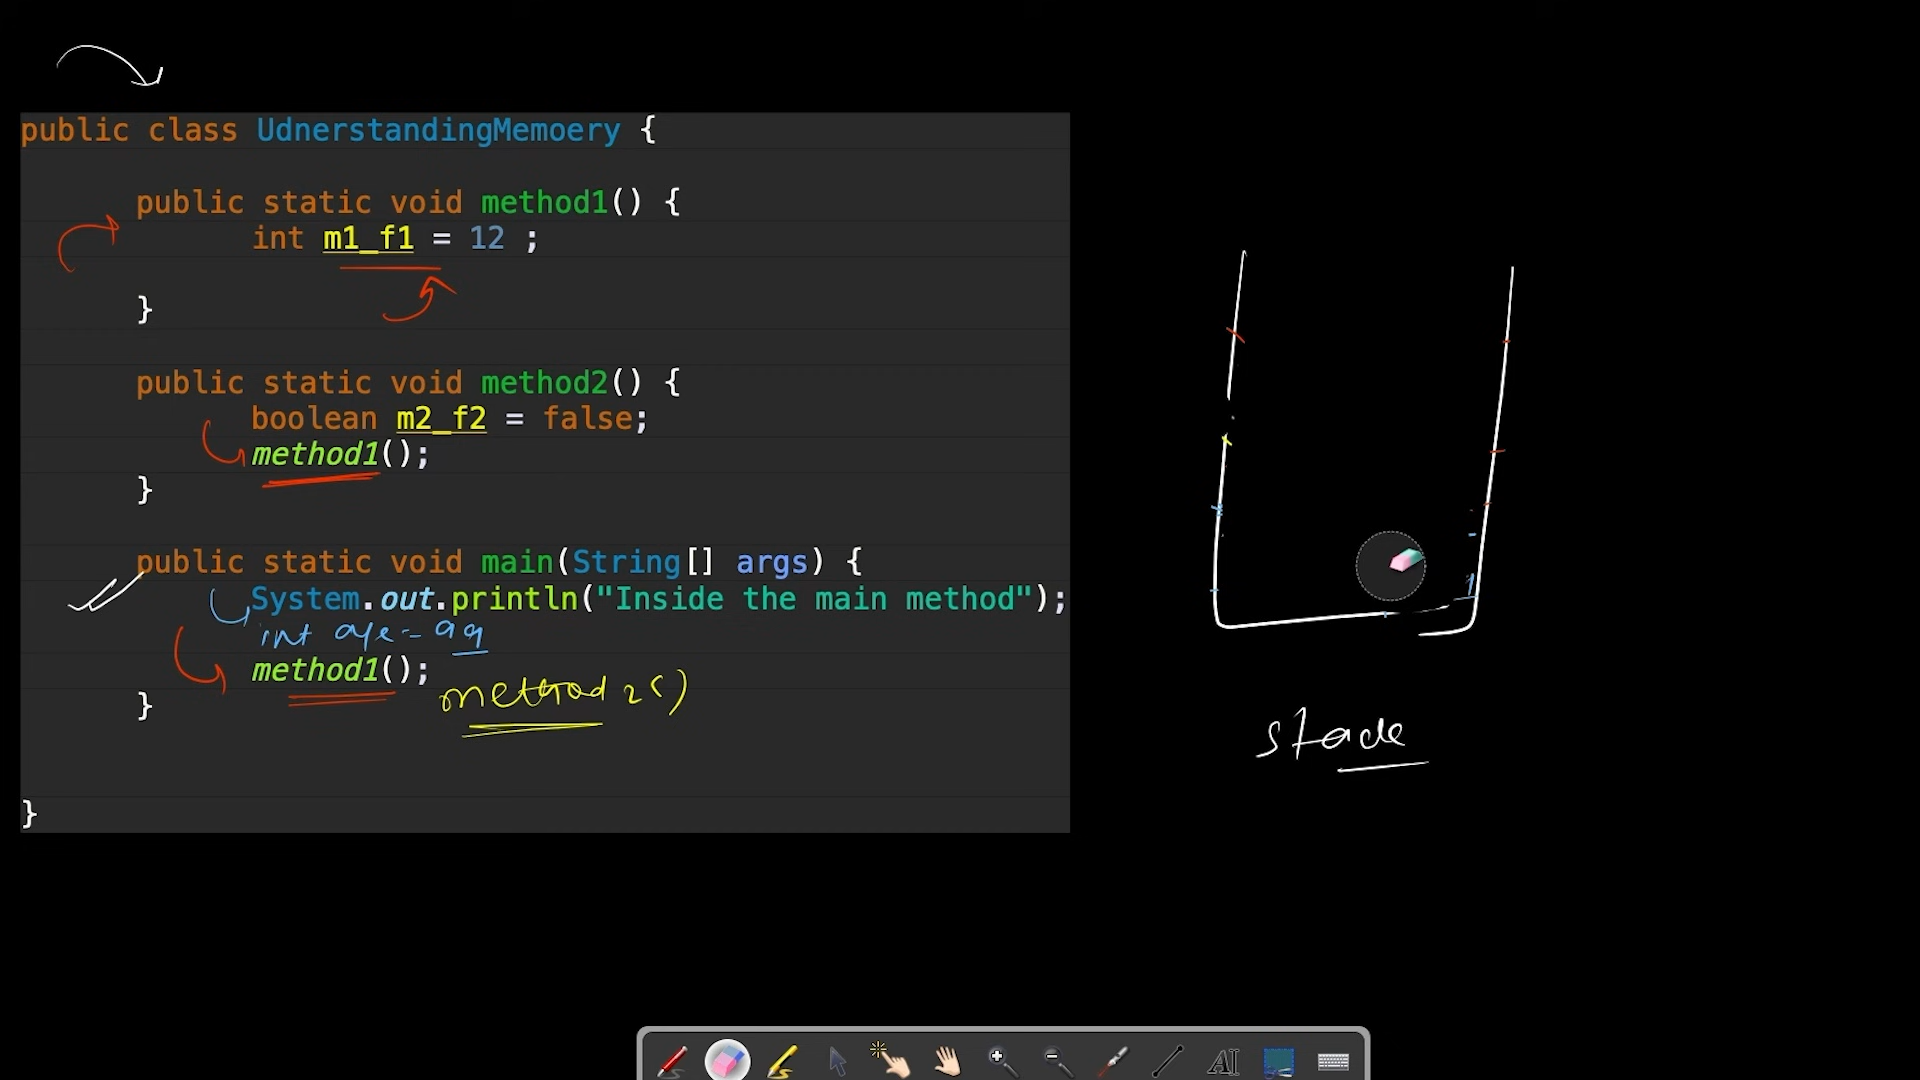 public class UdnerstandingMemoery {
public static void method1() {
int m1_f1 = 12 ;
}
public static void method2() {
boolean m2_f2 = false;
method1();
}
public static void main(String[] args) {
System.out.println("Inside the main method");
int age = 99
method1();
method2()
}
}
stack
AI